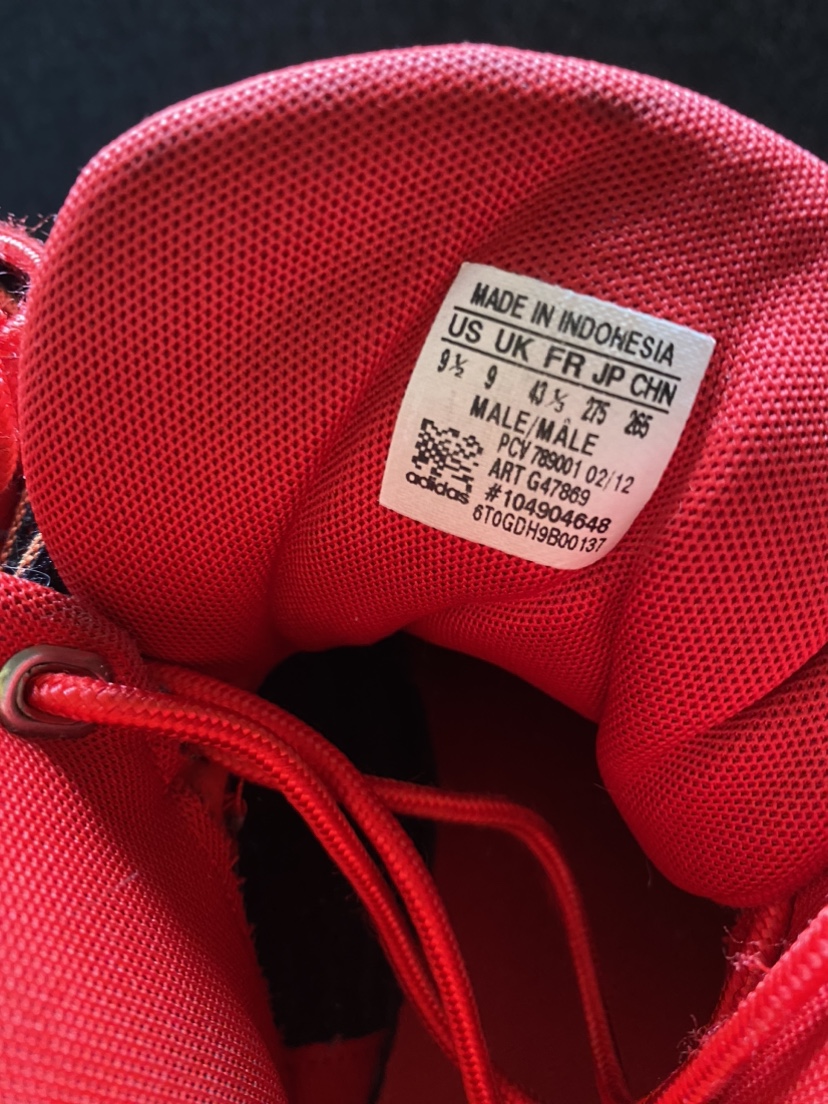 MADE IN INDONESIA
US UK FR JP CHN
9½ 9 43⅓ 275 265
MALE/MÂLE
PCV 789001 02/12
ART G47869
#104904648
adidas
6T0GDH9B00137